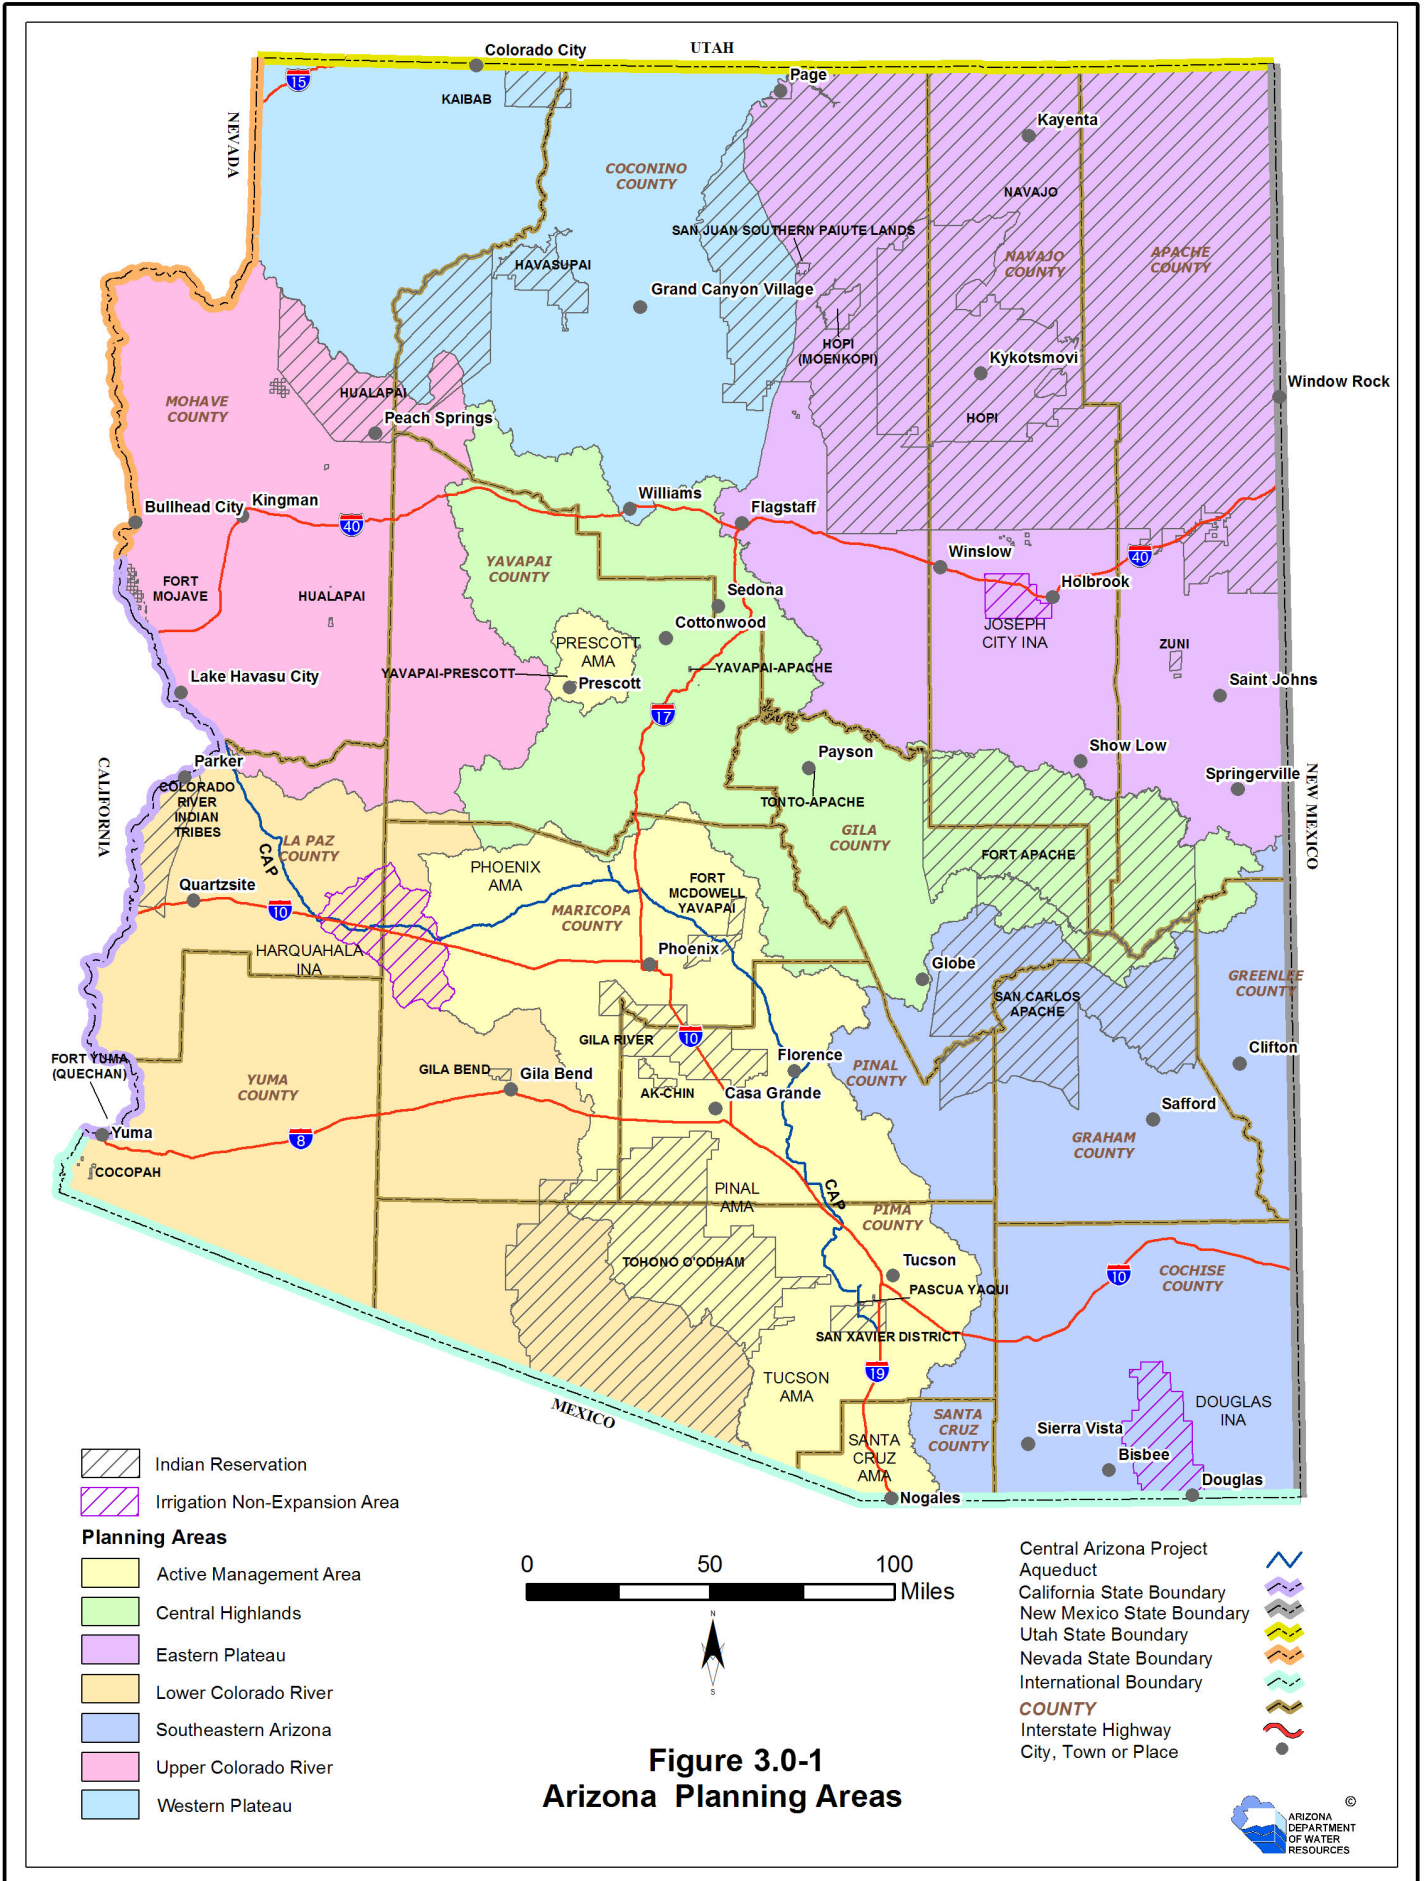 UTAH
Colorado City
Page
15
KAIBAB
NEVADA
Kayenta
COCONINO
COUNTY
NAVAJO
SAN JUAN SOUTHERN PAIUTE LANDS
NAVAJO
COUNTY
APACHE
COUNTY
HAVASUPAI
Grand Canyon Village
HOPI
(MOENKOPI)
Kykotsmovi
Window Rock
MOHAVE
COUNTY
HUALAPAI
Peach Springs
HOPI
Bullhead City
Kingman
40
Williams
Flagstaff
Winslow
40
Holbrook
YAVAPAI
COUNTY
FORT
MOJAVE
HUALAPAI
Sedona
Cottonwood
JOSEPH
CITY INA
PRESCOTT
AMA
ZUNI
YAVAPAI-PRESCOTT
YAVAPAI-APACHE
Prescott
Lake Havasu City
Saint Johns
17
Payson
Show Low
Springerville
Parker
COLORADO
RIVER
INDIAN
TRIBES
CALIFORNIA
NEW MEXICO
TONTO-APACHE
GILA
COUNTY
FORT APACHE
LA PAZ
COUNTY
CAP
PHOENIX
AMA
FORT
MCDOWELL
YAVAPAI
Quartzsite
10
MARICOPA
COUNTY
HARQUAHALA
INA
Phoenix
Globe
GREENLEE
COUNTY
SAN CARLOS
APACHE
GILA RIVER
10
Clifton
FORT YUMA
(QUECHAN)
YUMA
COUNTY
GILA BEND
Gila Bend
Florence
PINAL
COUNTY
AK-CHIN
Casa Grande
Safford
Yuma
8
GRAHAM
COUNTY
COCOPAH
PINAL
AMA
CAP
PIMA
COUNTY
TOHONO O'ODHAM
Tucson
10
COCHISE
COUNTY
PASCUA YAQUI
SAN XAVIER DISTRICT
19
TUCSON
AMA
MEXICO
DOUGLAS
INA
SANTA
CRUZ
COUNTY
SANTA
CRUZ
AMA
Sierra Vista
Bisbee
Douglas
Nogales
Indian Reservation
Irrigation Non-Expansion Area
Planning Areas
Active Management Area
Central Highlands
Eastern Plateau
Lower Colorado River
Southeastern Arizona
Upper Colorado River
Western Plateau
0 50 100
Miles
N
S
Central Arizona Project
Aqueduct
California State Boundary
New Mexico State Boundary
Utah State Boundary
Nevada State Boundary
International Boundary
COUNTY
Interstate Highway
City, Town or Place
Figure 3.0-1
Arizona Planning Areas
©
ARIZONA
DEPARTMENT
OF WATER
RESOURCES